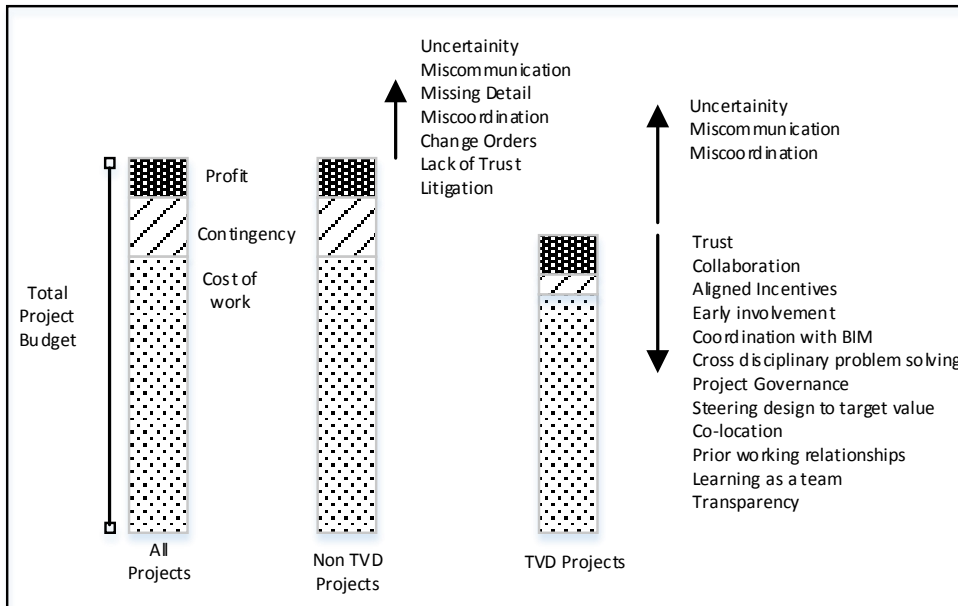 Uncertainity
Miscommunication
Missing Detail
Miscoordination
Change Orders
Lack of Trust
Litigation
Uncertainity
Miscommunication
Miscoordination
Profit
Contingency
Cost of
work
Total
Project
Budget
Trust
Collaboration
Aligned Incentives
Early involvement
Coordination with BIM
Cross disciplinary problem solving
Project Governance
Steering design to target value
Co-location
Prior working relationships
Learning as a team
Transparency
All
Projects
Non TVD
Projects
TVD Projects